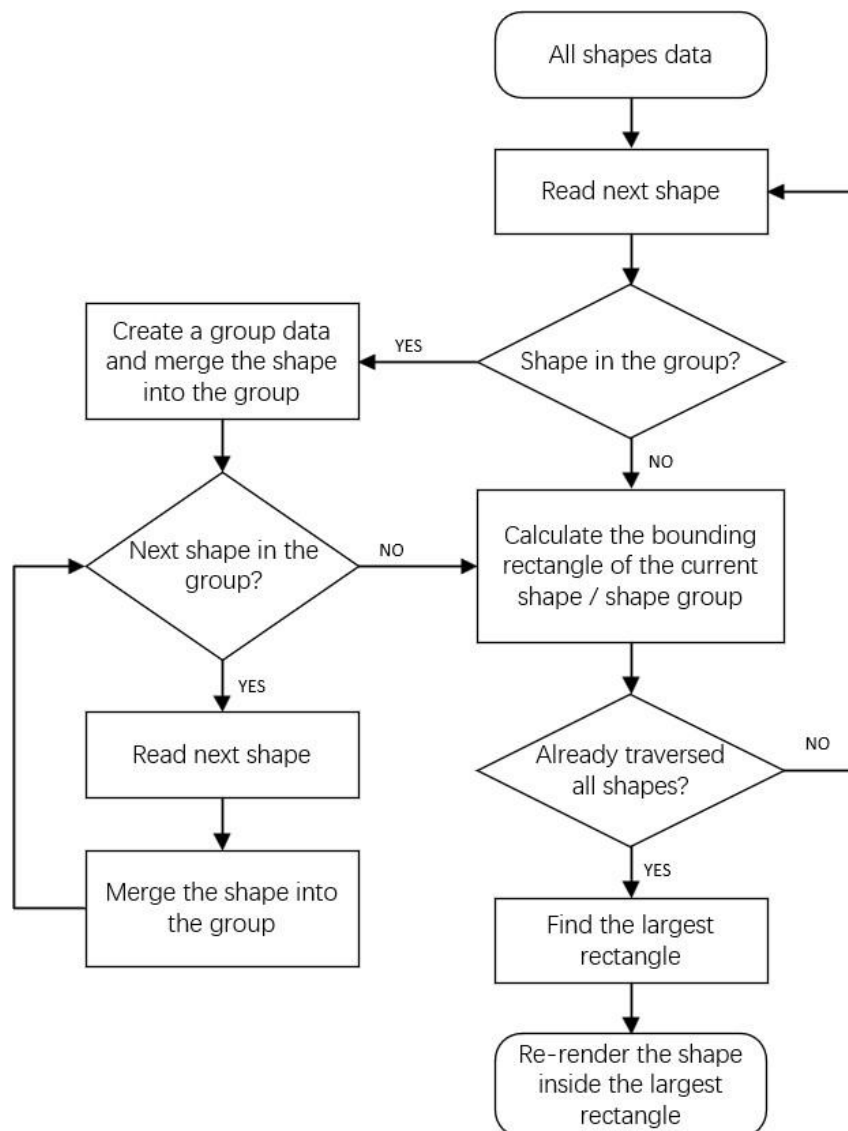 All shapes data
Read next shape
Shape in the group?
YES
NO
Create a group data
and merge the shape
into the group
Next shape in the
group?
NO
YES
Read next shape
Merge the shape into
the group
Calculate the bounding
rectangle of the current
shape / shape group
Already traversed
all shapes?
NO
YES
Find the largest
rectangle
Re-render the shape
inside the largest
rectangle